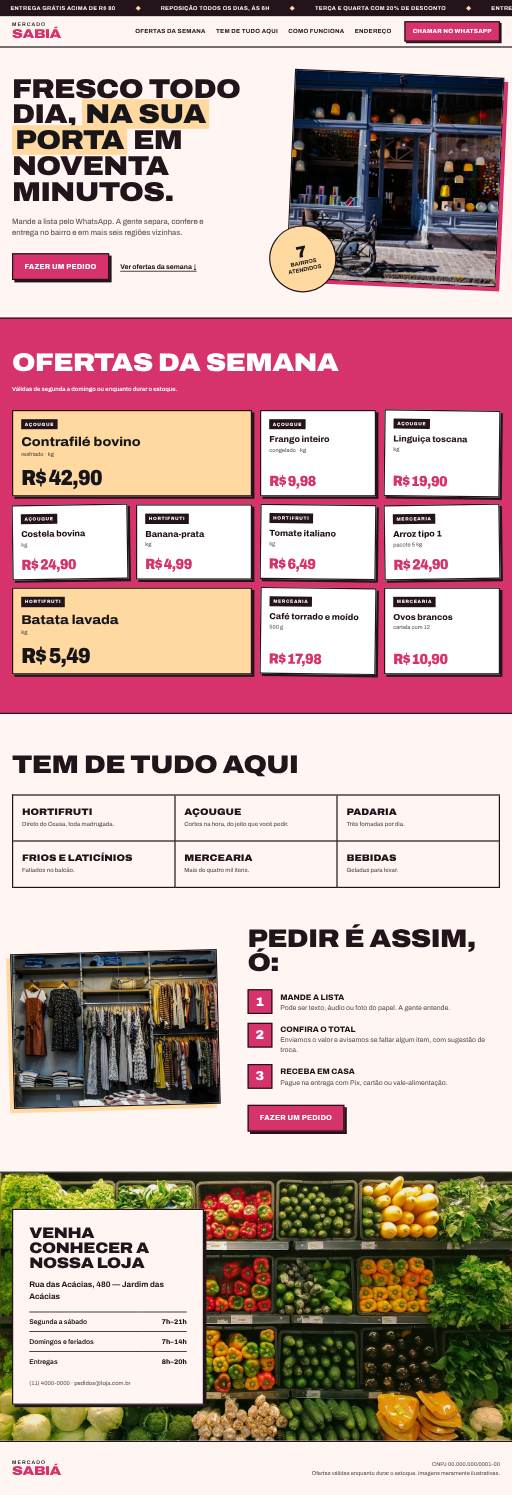 ENTREGA GRÁTIS ACIMA DE R$ 80 ◆ REPOSIÇÃO TODOS OS DIAS, ÀS 6H ◆ TERÇA E QUARTA COM 20% DE DESCONTO ◆ ENTRE
MERCADO
SABIÁ
OFERTAS DA SEMANA TEM DE TUDO AQUI COMO FUNCIONA ENDEREÇO CHAMAR NO WHATSAPP
FRESCO TODO
DIA, NA SUA
PORTA EM
NOVENTA
MINUTOS.
Mande a lista pelo WhatsApp. A gente separa, confere e
entrega no bairro e em mais seis regiões vizinhas.
FAZER UM PEDIDO
Ver ofertas da semana ↓
7
BAIRROS
ATENDIDOS
OFERTAS DA SEMANA
Válidas de segunda a domingo ou enquanto durar o estoque.
AÇOUGUE
Contrafilé bovino
resfriado · kg
R$ 42,90
AÇOUGUE
Frango inteiro
congelado · kg
R$ 9,98
AÇOUGUE
Linguiça toscana
kg
R$ 19,90
AÇOUGUE
Costela bovina
kg
R$ 24,90
HORTIFRUTI
Banana-prata
kg
R$ 4,99
HORTIFRUTI
Tomate italiano
kg
R$ 6,49
MERCEARIA
Arroz tipo 1
pacote 5 kg
R$ 24,90
HORTIFRUTI
Batata lavada
kg
R$ 5,49
MERCEARIA
Café torrado e moído
500 g
R$ 17,98
MERCEARIA
Ovos brancos
cartela com 12
R$ 10,90
TEM DE TUDO AQUI
HORTIFRUTI
Direto do Ceasa, toda madrugada.
AÇOUGUE
Cortes na hora, do jeito que você pedir.
PADARIA
Três fornadas por dia.
FRIOS E LATICÍNIOS
Fatiados no balcão.
MERCEARIA
Mais de quatro mil itens.
BEBIDAS
Geladas para levar.
PEDIR É ASSIM,
Ó:
1
MANDE A LISTA
Pode ser texto, áudio ou foto do papel. A gente entende.
2
CONFIRA O TOTAL
Enviamos o valor e avisamos se faltar algum item, com sugestão de
troca.
3
RECEBA EM CASA
Pague na entrega com Pix, cartão ou vale-alimentação.
FAZER UM PEDIDO
VENHA
CONHECER A
NOSSA LOJA
Rua das Acácias, 480 — Jardim das
Acácias
Segunda a sábado 7h–21h
Domingos e feriados 7h–14h
Entregas 8h–20h
(11) 4000-0000 · pedidos@loja.com.br
MERCADO
SABIÁ
CNPJ 00.000.000/0001-00
Ofertas válidas enquanto durar o estoque. Imagens meramente ilustrativas.